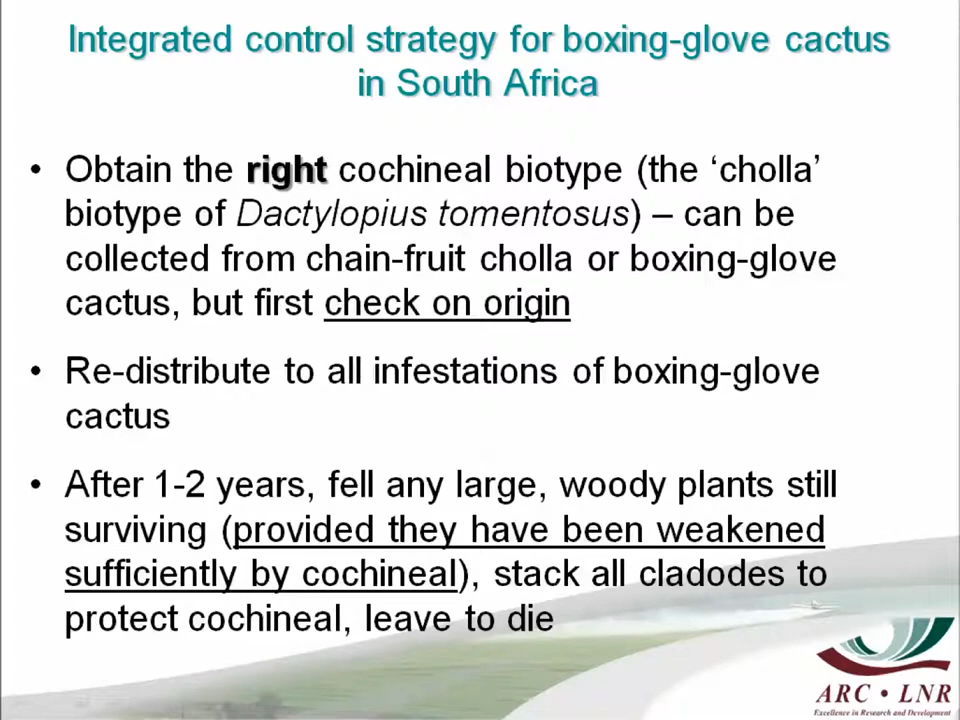 Integrated control strategy for boxing-glove cactus
in South Africa
• Obtain the right cochineal biotype (the ‘cholla’
biotype of Dactylopius tomentosus) – can be
collected from chain-fruit cholla or boxing-glove
cactus, but first check on origin
• Re-distribute to all infestations of boxing-glove
cactus
• After 1-2 years, fell any large, woody plants still
surviving (provided they have been weakened
sufficiently by cochineal), stack all cladodes to
protect cochineal, leave to die
ARC • LNR
Excellence in Research and Development